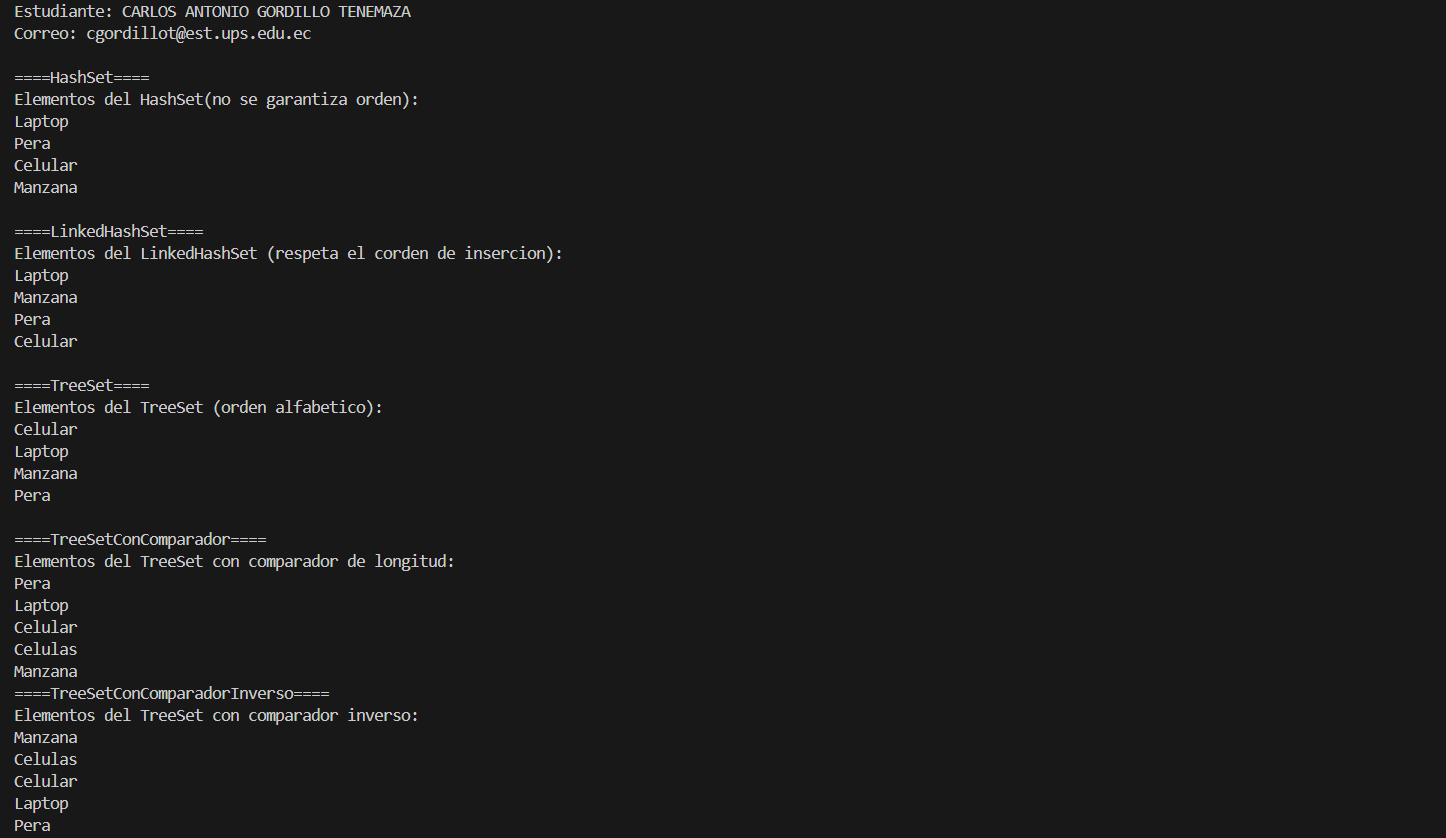 Estudiante: CARLOS ANTONIO GORDILLO TENEMAZA
Correo: cgordillot@est.ups.edu.ec
====HashSet====
Elementos del HashSet(no se garantiza orden):
Laptop
Pera
Celular
Manzana
====LinkedHashSet====
Elementos del LinkedHashSet (respeta el corden de insercion):
Laptop
Manzana
Pera
Celular
====TreeSet====
Elementos del TreeSet (orden alfabetico):
Celular
Laptop
Manzana
Pera
====TreeSetConComparador====
Elementos del TreeSet con comparador de longitud:
Pera
Laptop
Celular
Celulas
Manzana
====TreeSetConComparadorInverso====
Elementos del TreeSet con comparador inverso:
Manzana
Celulas
Celular
Laptop
Pera